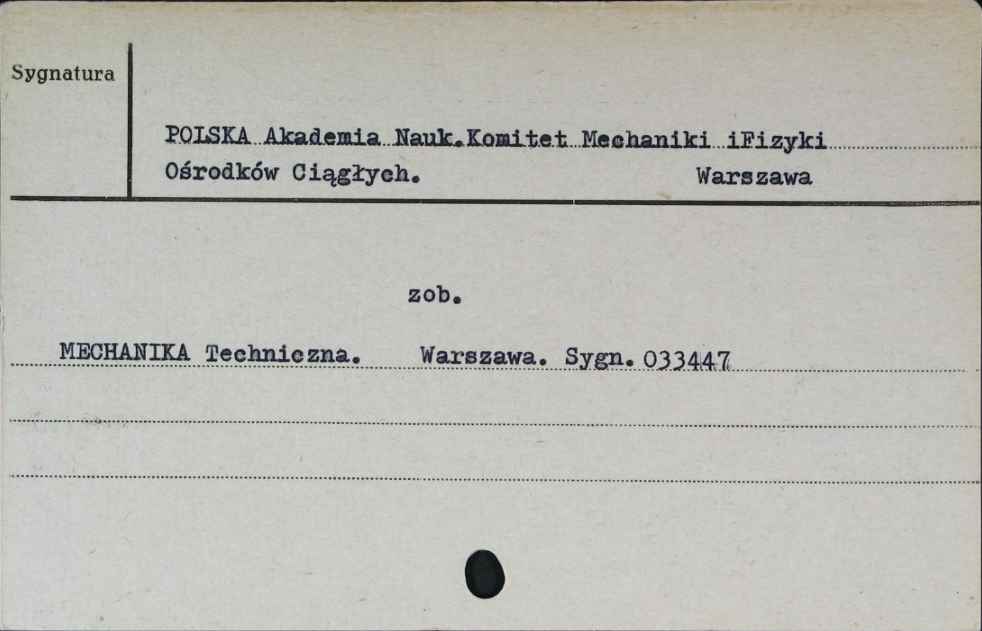 Sygnatura
POLSKA Akademia Nauk.Komitet Mechaniki iFizyki
Ośrodków Ciągłych. Warszawa
zob.
MECHANIKA Techniczna. Warszawa. Sygn. 033447